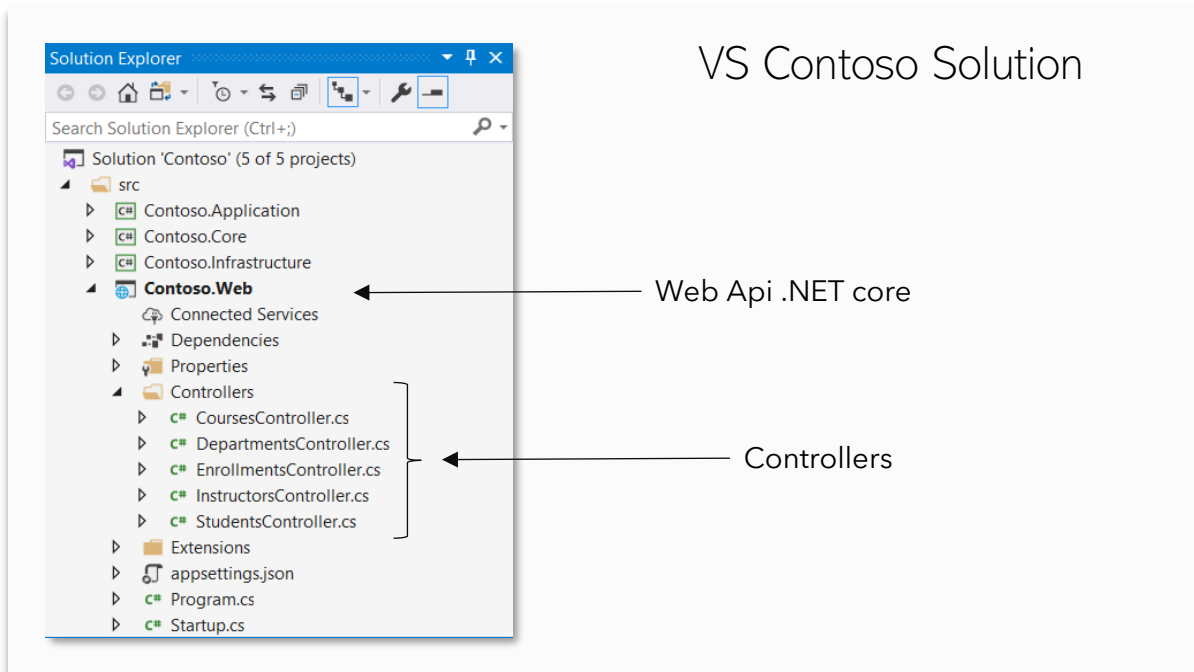 VS Contoso Solution
Solution Explorer
Search Solution Explorer (Ctrl+;)
Solution 'Contoso' (5 of 5 projects)
src
C# Contoso.Application
C# Contoso.Core
C# Contoso.Infrastructure
Contoso.Web
Web Api .NET core
Connected Services
Dependencies
Properties
Controllers
C# CoursesController.cs
C# DepartmentsController.cs
C# EnrollmentsController.cs
C# InstructorsController.cs
C# StudentsController.cs
Controllers
Extensions
appsettings.json
C# Program.cs
C# Startup.cs